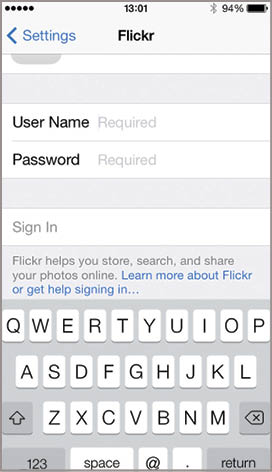 13:01 94%
Settings Flickr
User Name Required
Password Required
Sign In
Flickr helps you store, search, and share
your photos online. Learn more about Flickr
or get help signing in...
Q W E R T Y U I O P
A S D F G H J K L
Z X C V B N M
.123 space @ . return